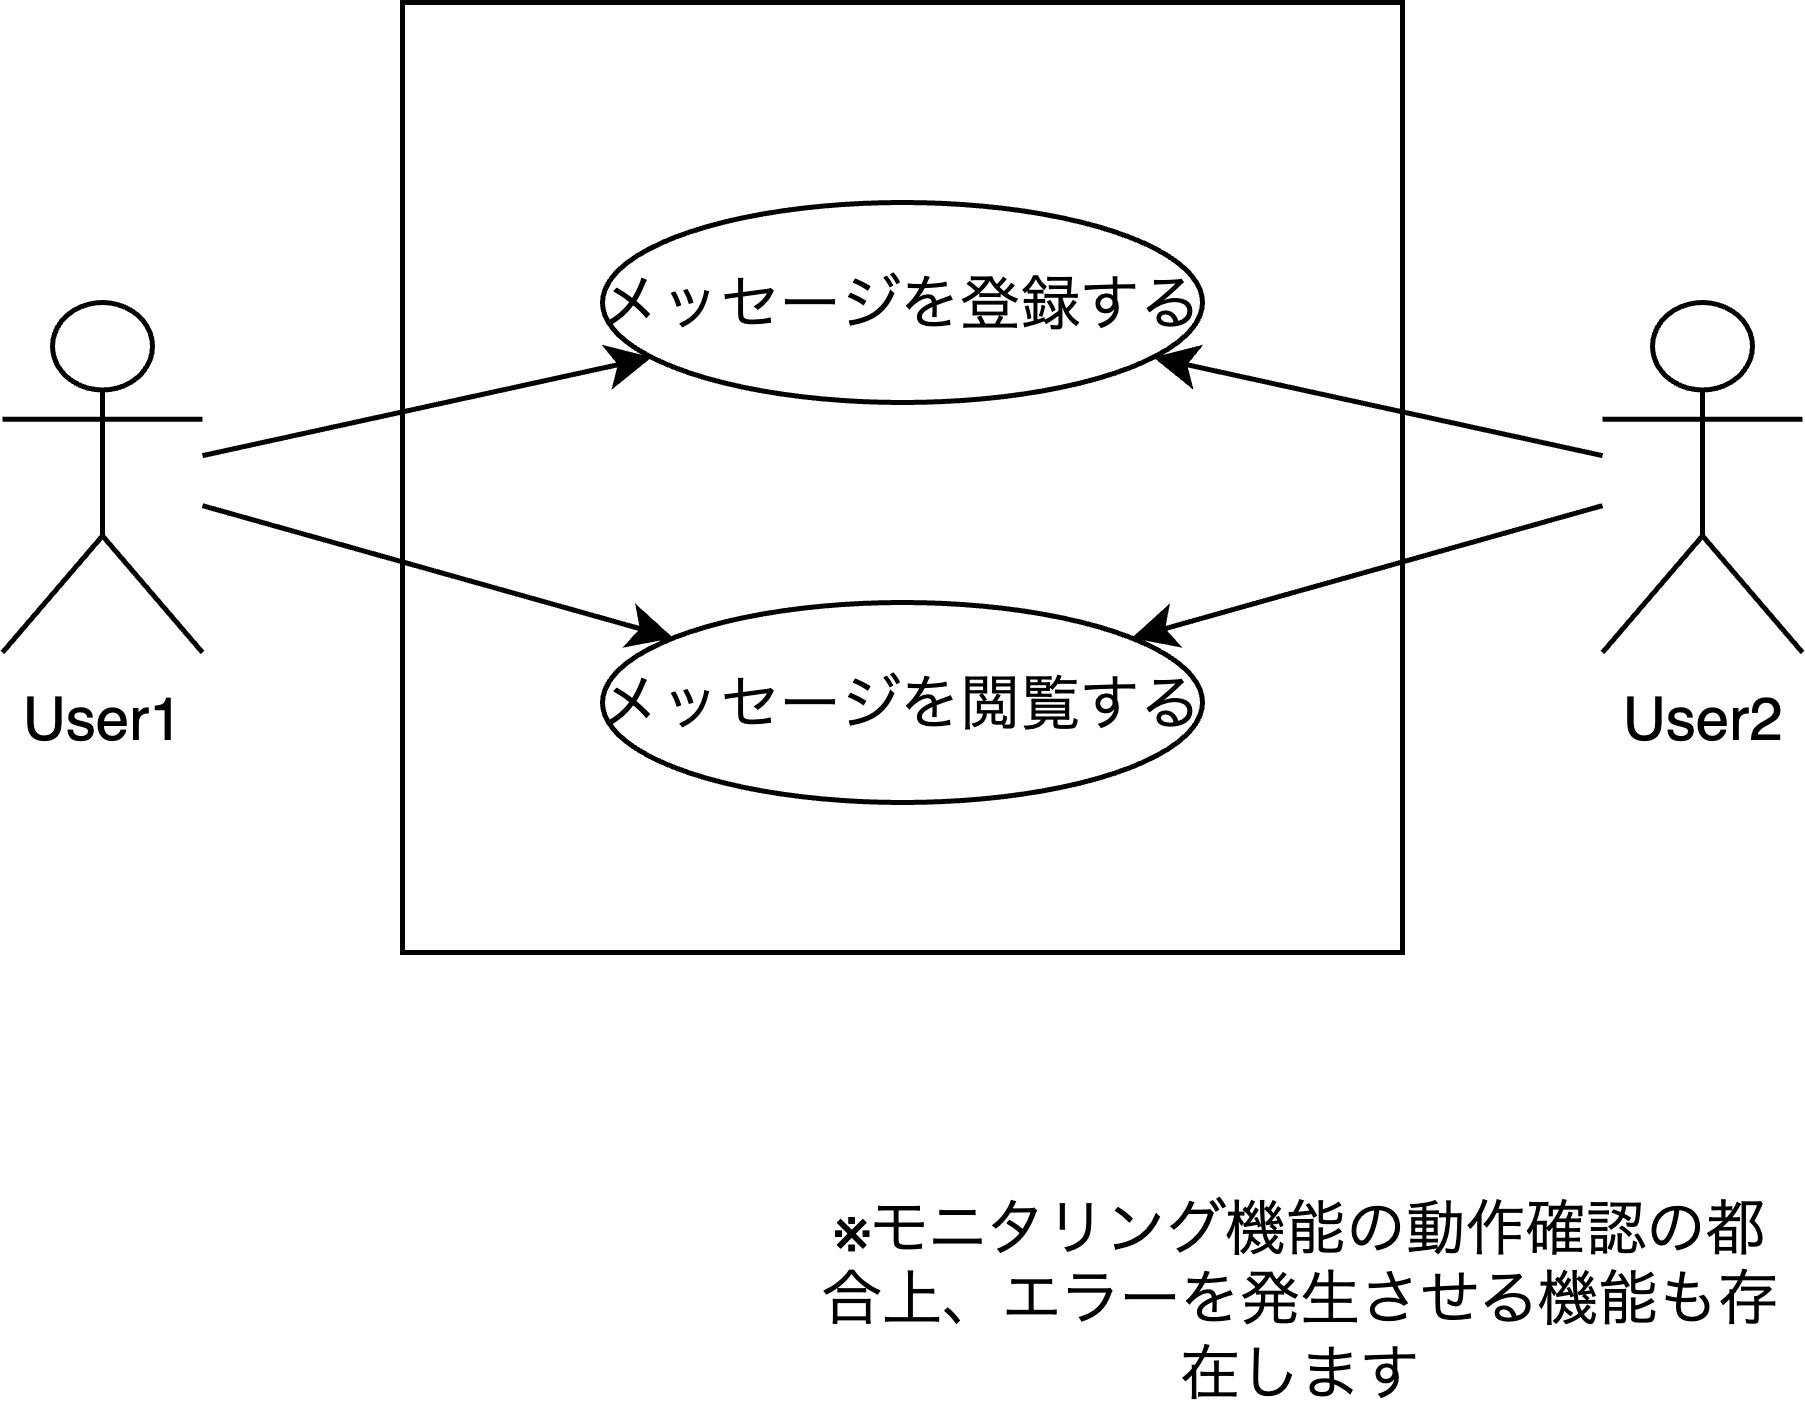 メッセージを登録する
メッセージを閲覧する
User1
User2
※モニタリング機能の動作確認の都
合上、エラーを発生させる機能も存
在します